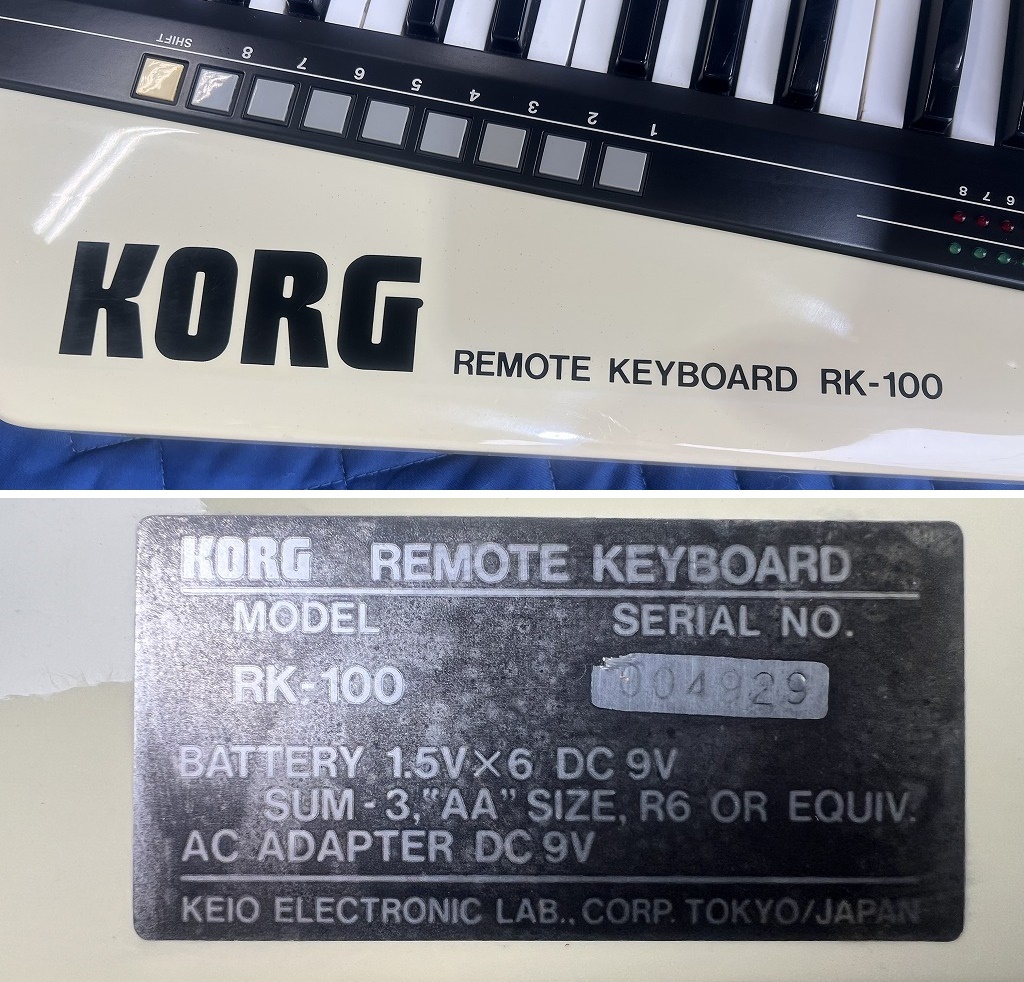 SHIFT
8 7 6 5 4 3 2 1
8 7 6
KORG
REMOTE KEYBOARD RK-100
KORG REMOTE KEYBOARD
MODEL SERIAL NO.
RK-100 004929
BATTERY 1.5V×6 DC 9V
SUM-3, "AA" SIZE, R6 OR EQUIV.
AC ADAPTER DC 9V
KEIO ELECTRONIC LAB., CORP. TOKYO/JAPAN